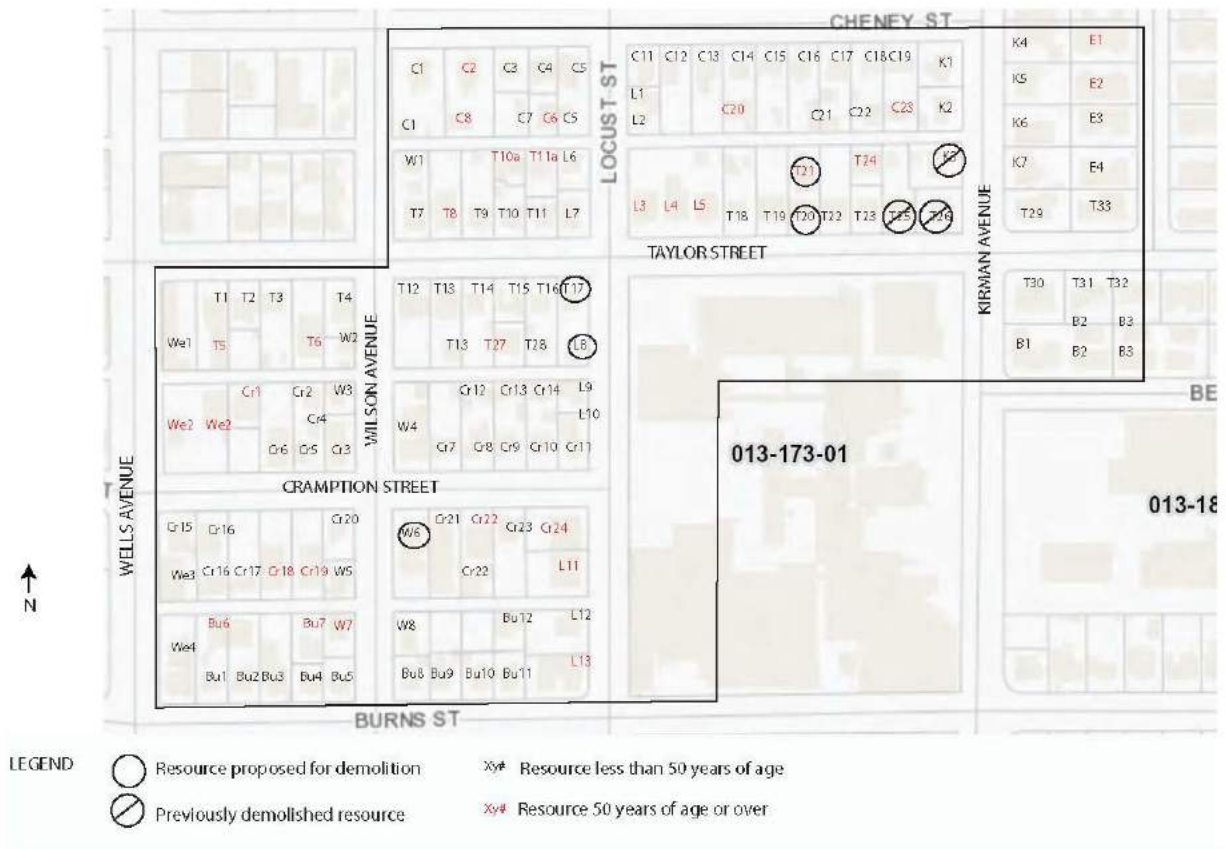 CHENEY ST
C1 C2 C3 C4 C5
C11 C12 C13 C14 C15 C16 C17 C18 C19 K1
K4 E1
K5 E2
L1
L2 C20 C21 C22 C23 K2
C1 C8 C7 C6 C5
K6 E3
LOCUST ST
W1 T10a T11a L6
T21 T24 K3
K7 E4
T7 T8 T9 T10 T11 L7
L3 L4 L5 T18 T19 T20 T22 T23 T25 T26
T29 T33
TAYLOR STREET
KIRMAN AVENUE
T1 T2 T3 T4
T12 T13 T14 T15 T16 T17
T30 T31 T32
B2 B3
We1 T5 T6 W2
WILSON AVENUE
T13 T27 T28 L8
B1 B2 B3
Cr1 Cr2 W3
Cr12 Cr13 Cr14 L9
BE
We2 We2 Cr4
W4 L10
Cr6 Cr5 Cr3
Cr7 Cr8 Cr9 Cr10 Cr11
013-173-01
CRAMPTION STREET
T
WELLS AVENUE
013-18
Cr15 Cr16 Cr20
W6 Cr21 Cr22 Cr23 Cr24
We3 Cr16 Cr17 Cr18 Cr19 W5
Cr22 L11
N
Bu6 Bu7 W7
W8 Bu12 L12
We4
Bu1 Bu2 Bu3 Bu4 Bu5
Bu8 Bu9 Bu10 Bu11 L13
BURNS ST
LEGEND
Resource proposed for demolition
Xy# Resource less than 50 years of age
Previously demolished resource
Xy# Resource 50 years of age or over